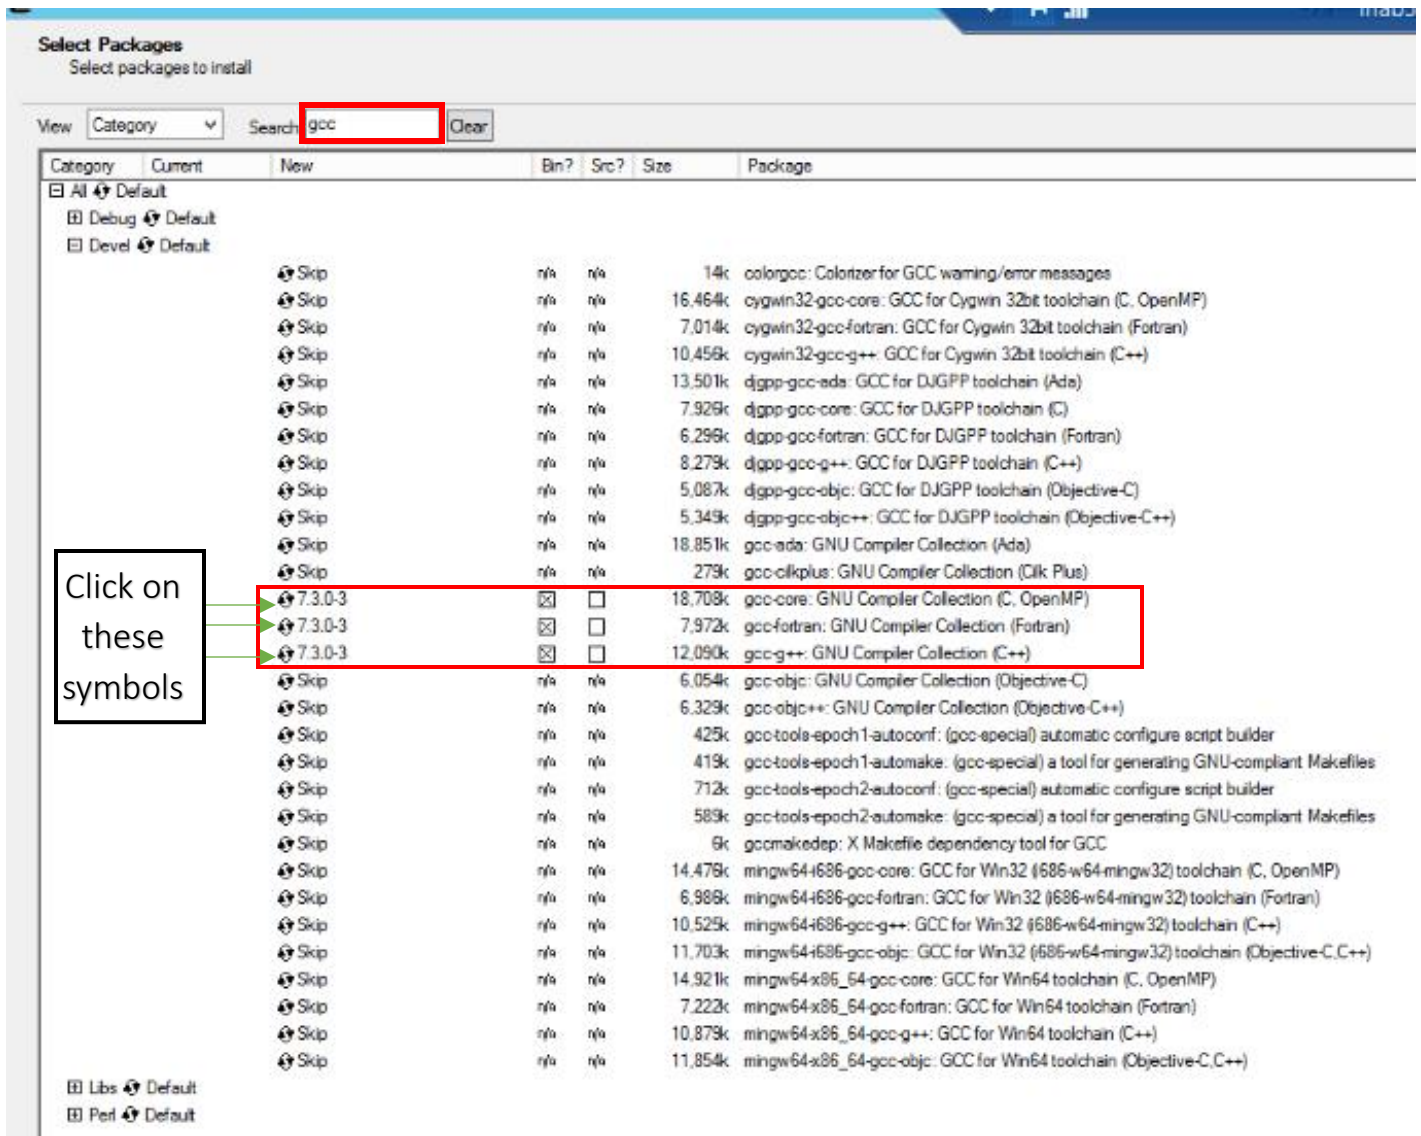 Select Packages
Select packages to install
View Category Search gcc Clear
Category Current New Bin? Src? Size Package
All Default
Debug Default
Devel Default
Skip n/a n/a 14k colorgcc: Colorizer for GCC warning/error messages
Skip n/a n/a 16,464k cygwin32-gcc-core: GCC for Cygwin 32bit toolchain (C, OpenMP)
Skip n/a n/a 7,014k cygwin32-gcc-fortran: GCC for Cygwin 32bit toolchain (Fortran)
Skip n/a n/a 10,456k cygwin32-gcc-g++: GCC for Cygwin 32bit toolchain (C++)
Skip n/a n/a 13,501k djgpp-gcc-ada: GCC for DJGPP toolchain (Ada)
Skip n/a n/a 7,926k djgpp-gcc-core: GCC for DJGPP toolchain (C)
Skip n/a n/a 6,296k djgpp-gcc-fortran: GCC for DJGPP toolchain (Fortran)
Skip n/a n/a 8,279k djgpp-gcc-g++: GCC for DJGPP toolchain (C++)
Skip n/a n/a 5,087k djgpp-gcc-objc: GCC for DJGPP toolchain (Objective-C)
Skip n/a n/a 5,349k djgpp-gcc-objc++: GCC for DJGPP toolchain (Objective-C++)
Skip n/a n/a 18,851k gcc-ada: GNU Compiler Collection (Ada)
Skip n/a n/a 279k gcc-cilkplus: GNU Compiler Collection (Cilk Plus)
Click on
these
symbols
7.3.0-3 18,708k gcc-core: GNU Compiler Collection (C, OpenMP)
7.3.0-3 7,972k gcc-fortran: GNU Compiler Collection (Fortran)
7.3.0-3 12,090k gcc-g++: GNU Compiler Collection (C++)
Skip n/a n/a 6,054k gcc-objc: GNU Compiler Collection (Objective-C)
Skip n/a n/a 6,329k gcc-objc++: GNU Compiler Collection (Objective-C++)
Skip n/a n/a 425k gcc-tools-epoch1-autoconf: (gcc-special) automatic configure script builder
Skip n/a n/a 419k gcc-tools-epoch1-automake: (gcc-special) a tool for generating GNU-compliant Makefiles
Skip n/a n/a 712k gcc-tools-epoch2-autoconf: (gcc-special) automatic configure script builder
Skip n/a n/a 589k gcc-tools-epoch2-automake: (gcc-special) a tool for generating GNU-compliant Makefiles
Skip n/a n/a 6k gccmakedep: X Makefile dependency tool for GCC
Skip n/a n/a 14,476k mingw64-i686-gcc-core: GCC for Win32 (i686-w64-mingw32) toolchain (C, OpenMP)
Skip n/a n/a 6,986k mingw64-i686-gcc-fortran: GCC for Win32 (i686-w64-mingw32) toolchain (Fortran)
Skip n/a n/a 10,525k mingw64-i686-gcc-g++: GCC for Win32 (i686-w64-mingw32) toolchain (C++)
Skip n/a n/a 11,703k mingw64-i686-gcc-objc: GCC for Win32 (i686-w64-mingw32) toolchain (Objective-C,C++)
Skip n/a n/a 14,921k mingw64-x86_64-gcc-core: GCC for Win64 toolchain (C, OpenMP)
Skip n/a n/a 7,222k mingw64-x86_64-gcc-fortran: GCC for Win64 toolchain (Fortran)
Skip n/a n/a 10,879k mingw64-x86_64-gcc-g++: GCC for Win64 toolchain (C++)
Skip n/a n/a 11,854k mingw64-x86_64-gcc-objc: GCC for Win64 toolchain (Objective-C,C++)
Libs Default
Perl Default